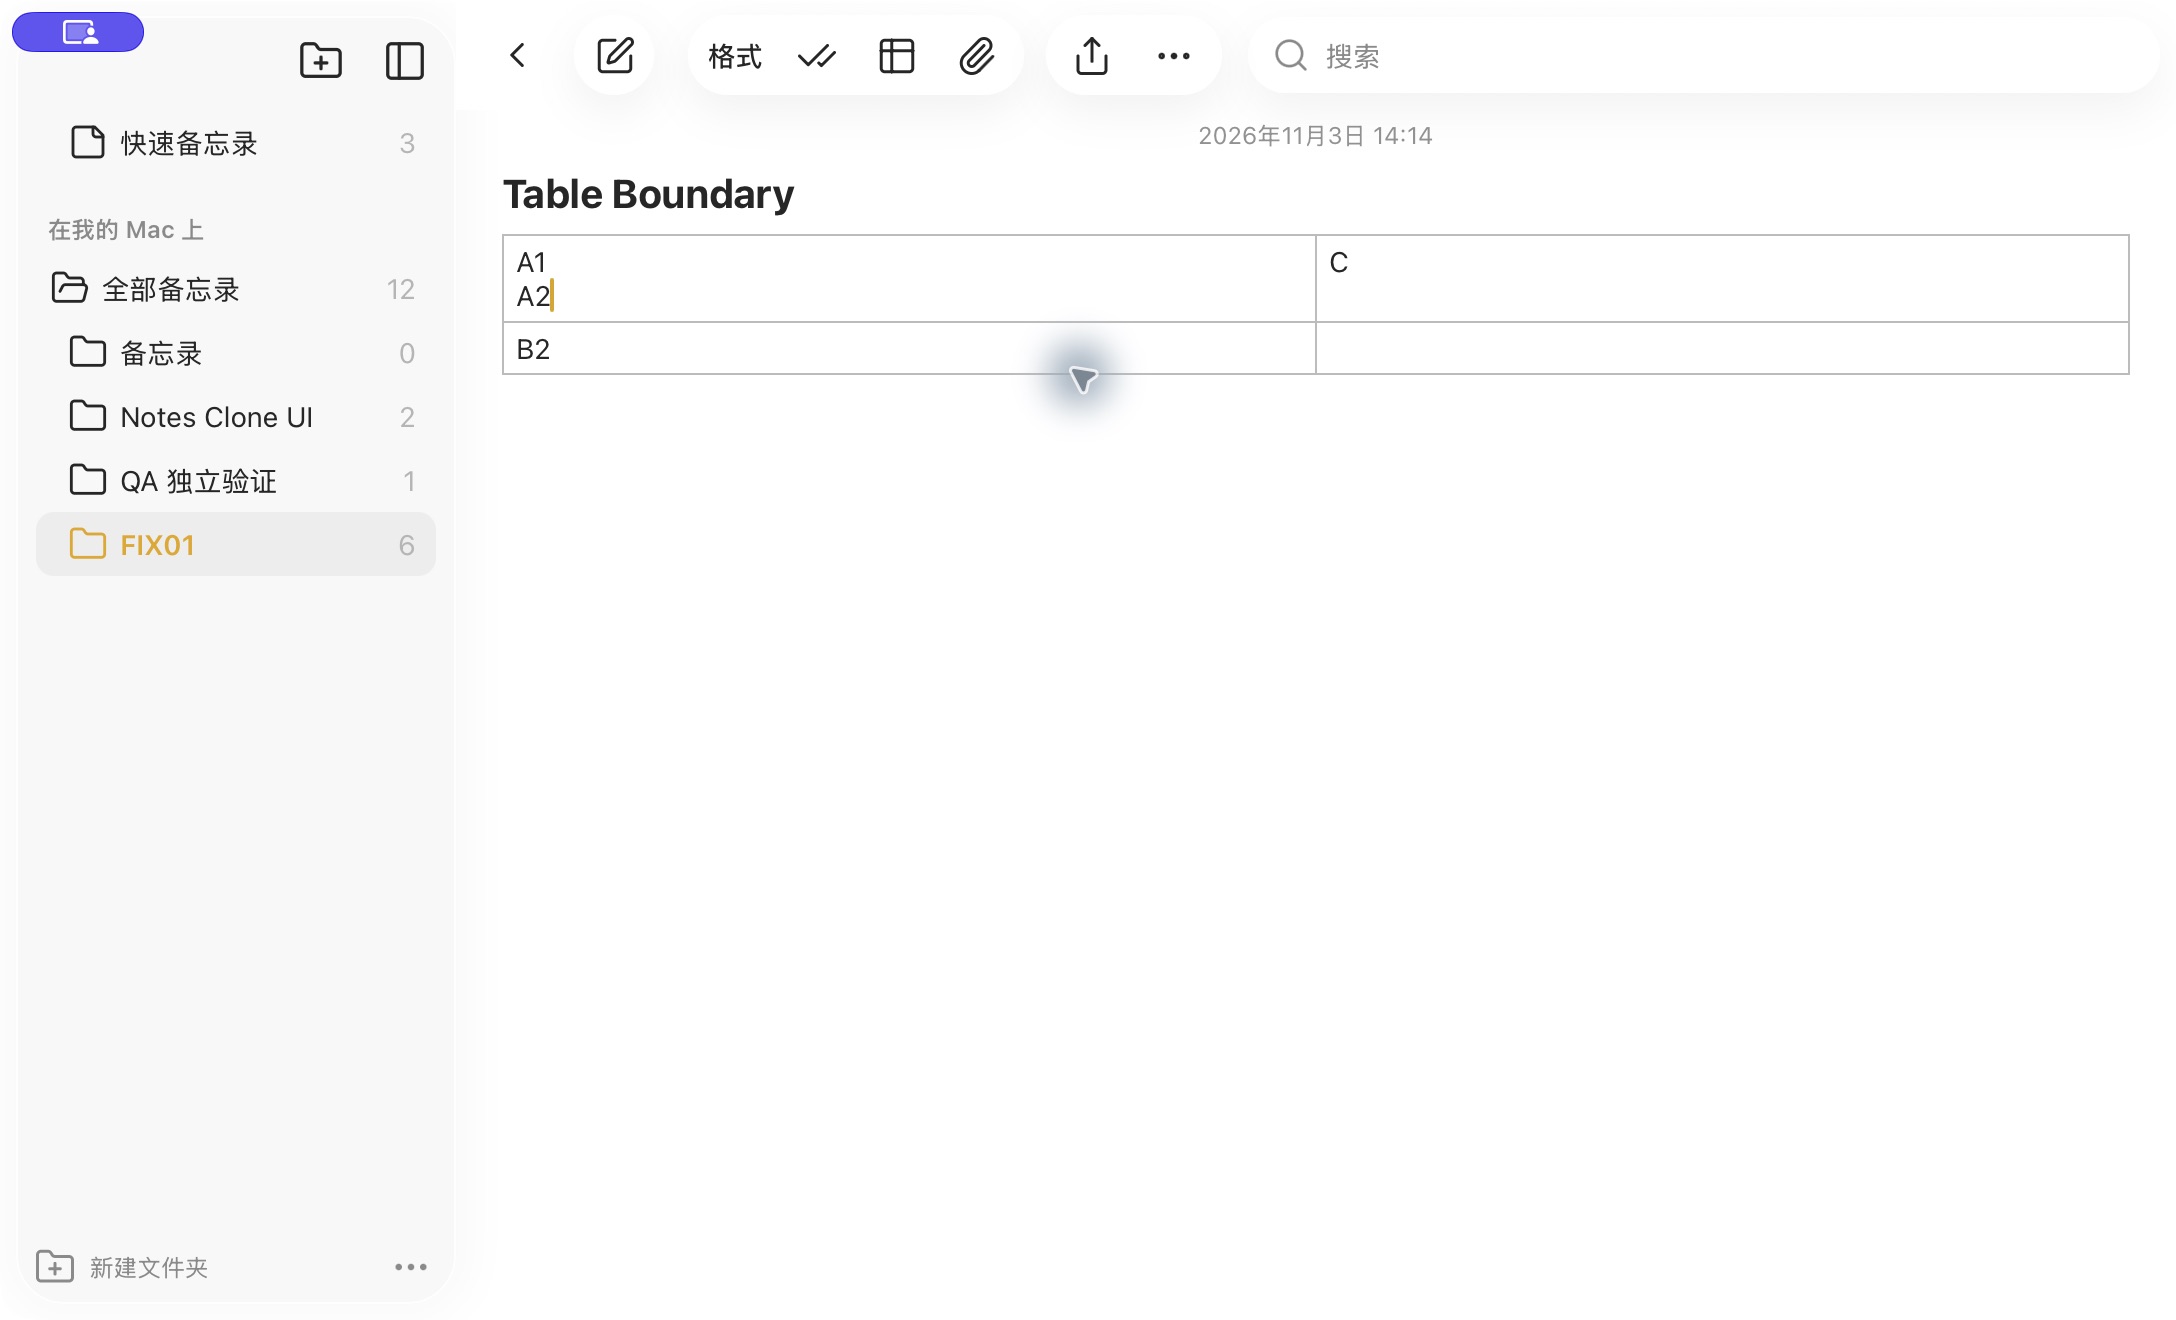 快速备忘录 3
在我的 Mac 上
全部备忘录 12
备忘录 0
Notes Clone UI 2
QA 独立验证 1
FIX01 6
新建文件夹
格式
搜索
2026年11月3日 14:14
Table Boundary
A1
A2
C
B2